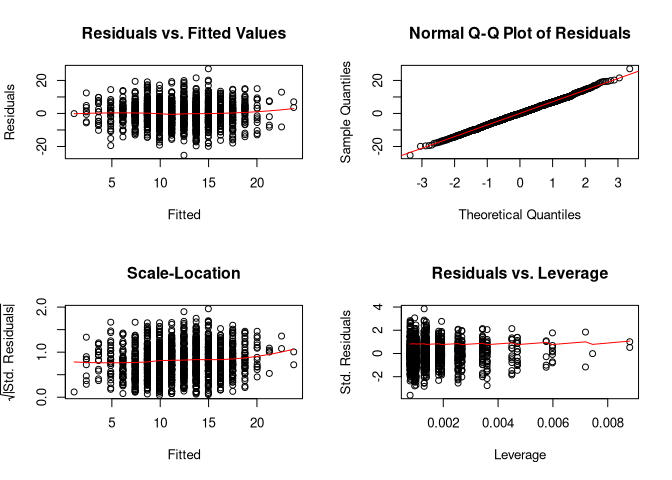 Residuals vs. Fitted Values
Residuals
20
0
-20
5
10
15
20
Fitted
Normal Q-Q Plot of Residuals
Sample Quantiles
20
0
-20
-3
-2
-1
0
1
2
3
Theoretical Quantiles
Scale-Location
√|Std. Residuals|
2.0
1.0
0.0
5
10
15
20
Fitted
Residuals vs. Leverage
Std. Residuals
4
2
0
-2
0.002
0.004
0.006
0.008
Leverage